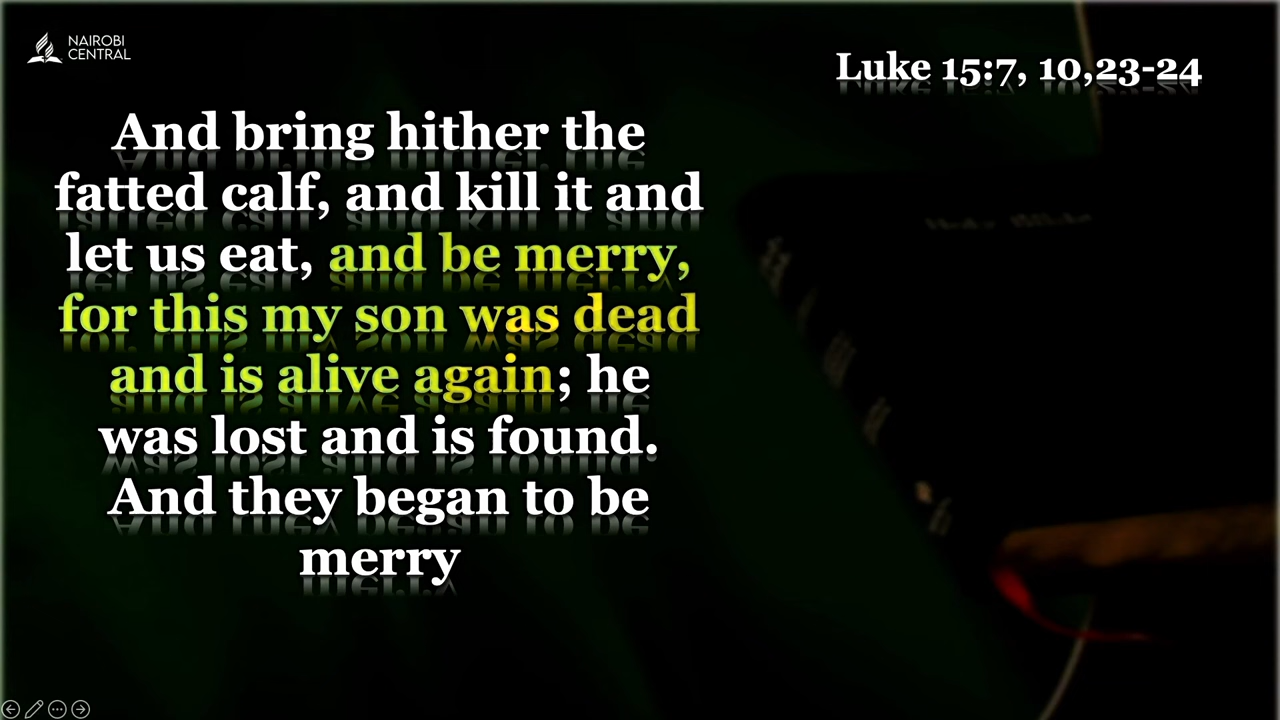 NAIROBI
CENTRAL
Luke 15:7, 10,23-24
And bring hither the
fatted calf, and kill it and
let us eat, and be merry,
for this my son was dead
and is alive again; he
was lost and is found.
And they began to be
merry
Holy Bible